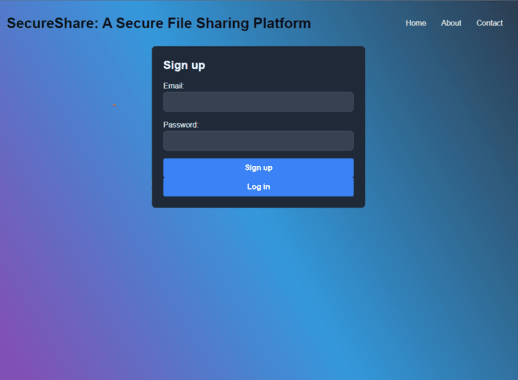 SecureShare: A Secure File Sharing Platform
Home About Contact
Sign up
Email:
Password:
Sign up
Log in